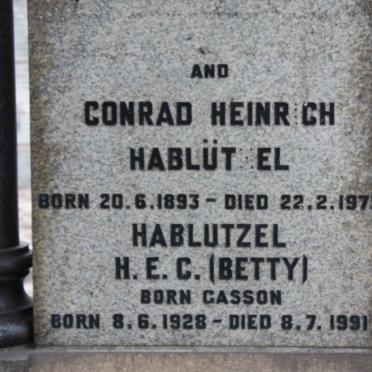 AND
CONRAD HEINR CH
HABLÜT EL
BORN 20.6.1893 - DIED 22.2.197
HABLUTZEL
H. E. C. (BETTY)
BORN CASSON
BORN 8.6.1928 - DIED 8.7.1991